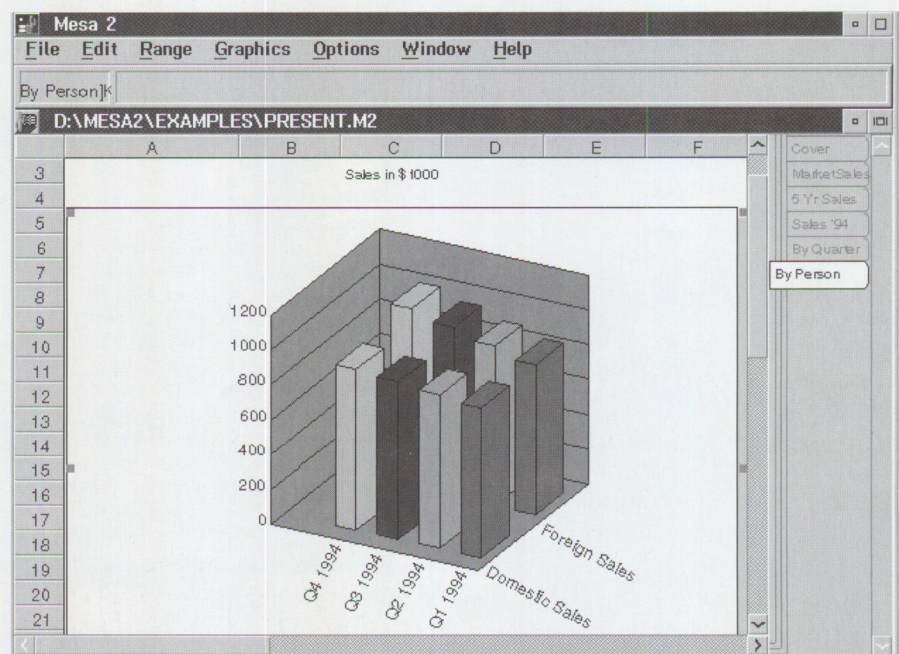 Mesa 2
File Edit Range Graphics Options Window Help
By Person]K
D:\MESA2\EXAMPLES\PRESENT.M2
A B C D E F
Cover
MarketSales
5 Yr Sales
Sales '94
By Quarter
By Person
3
4
5
6
7
8
9
10
11
12
13
14
15
16
17
18
19
20
21
Sales in $1000
1200
1000
800
600
400
200
0
Q4 1994
Q3 1994
Q2 1994
Q1 1994
Domestic Sales
Foreign Sales